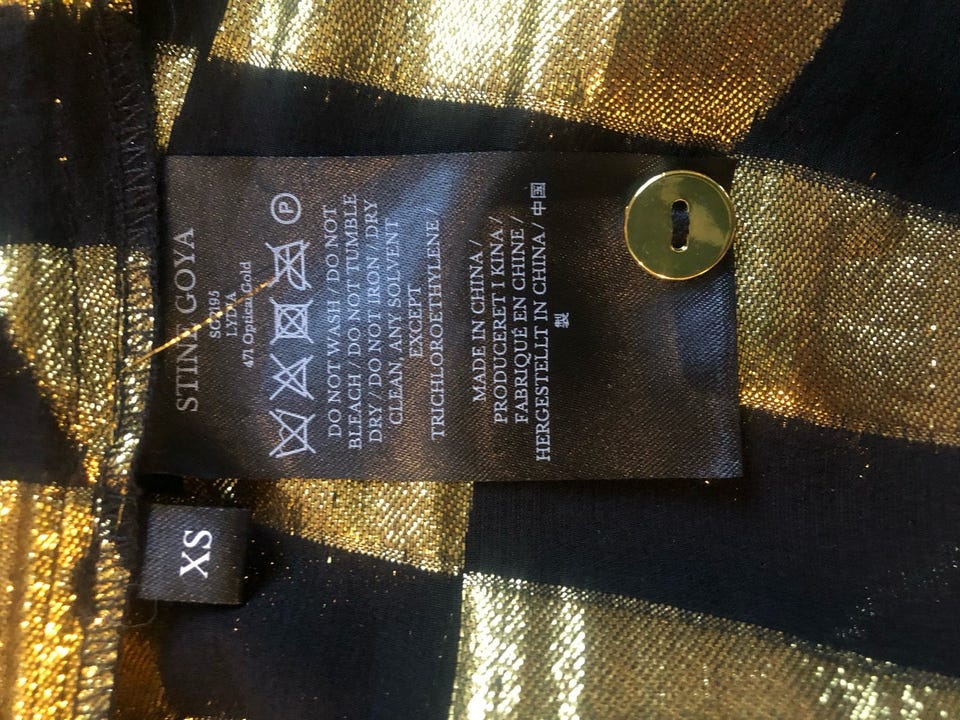 STINE GOYA
LYDIA
471 Optical Gold
P
DO NOT WASH / DO NOT
BLEACH / DO NOT TUMBLE
DRY / DO NOT IRON / DRY
CLEAN, ANY SOLVENT
EXCEPT
TRICHLOROETHYLENE /
MADE IN CHINA /
PRODUCERET I KINA /
FABRIQUÉ EN CHINE /
HERGESTELLT IN CHINA / 中国
製
XS